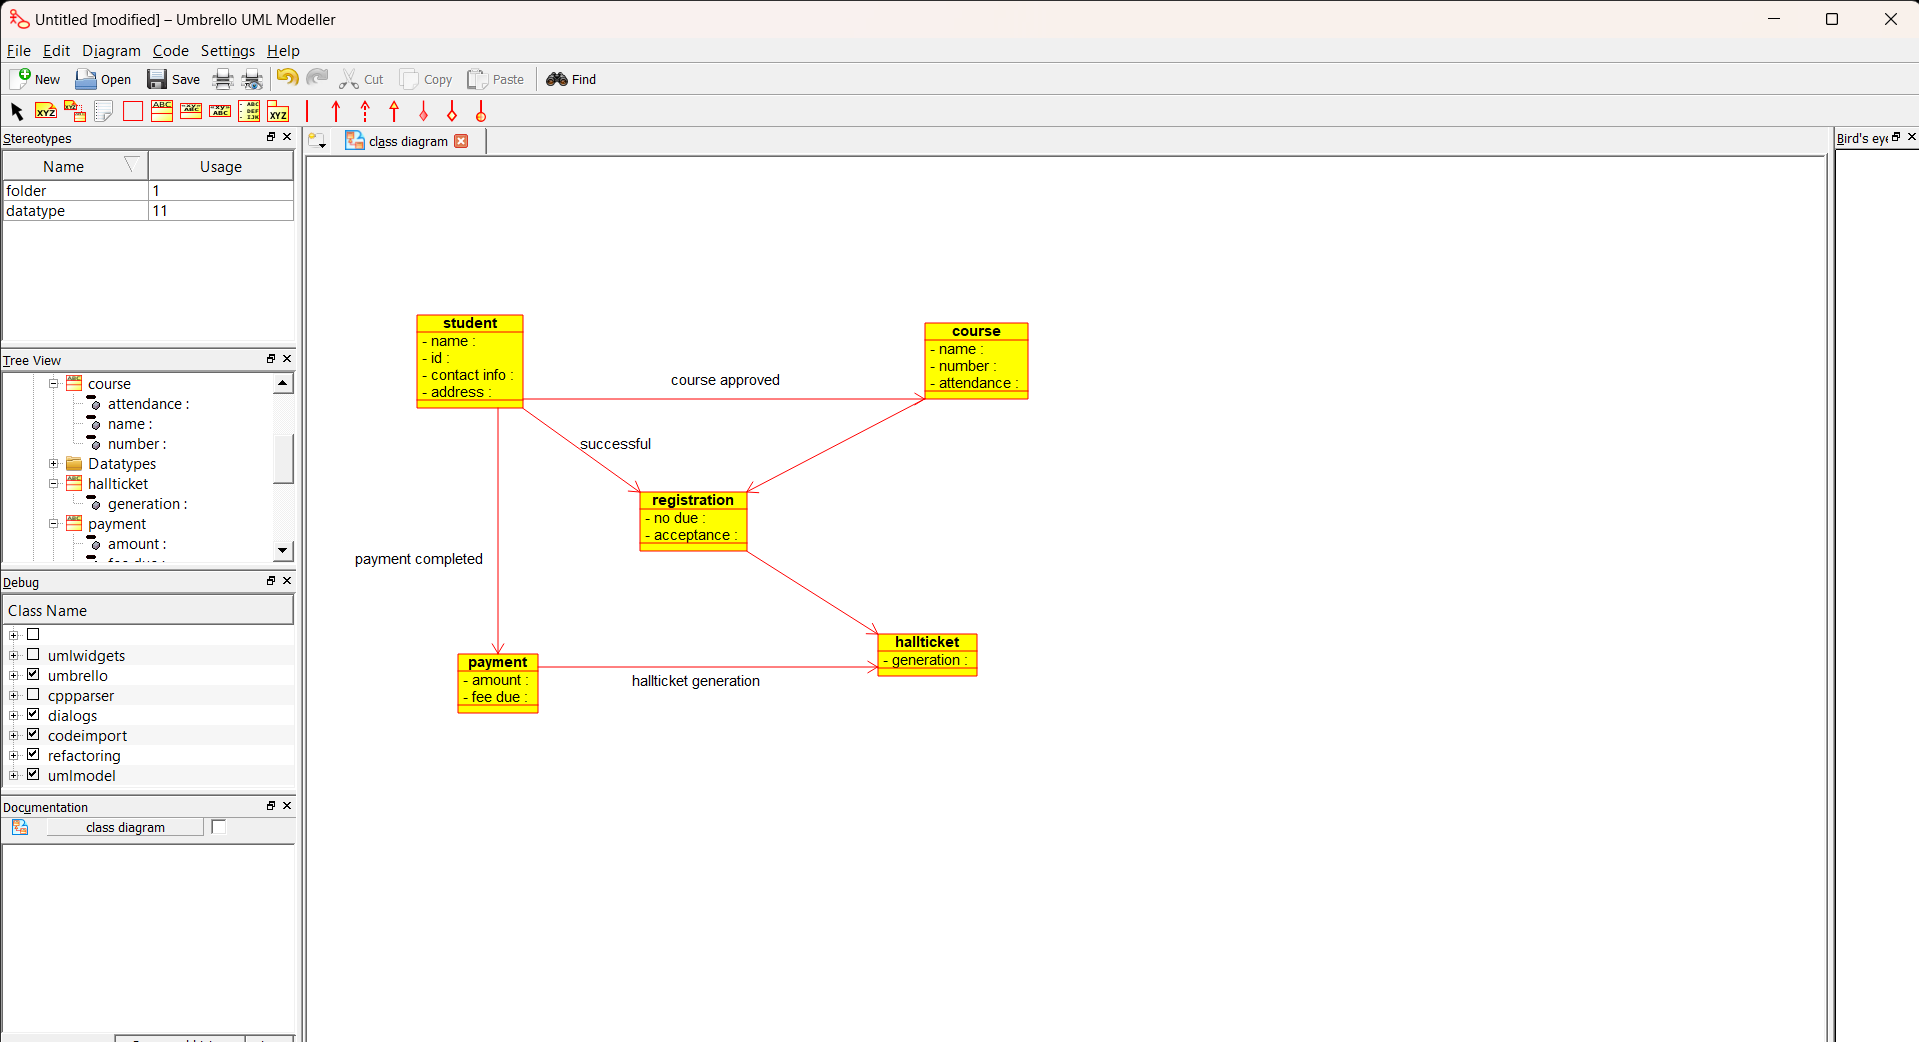 Untitled [modified] – Umbrello UML Modeller
File Edit Diagram Code Settings Help
New Open Save Cut Copy Paste Find
Stereotypes
Name Usage
folder 1
datatype 11
Tree View
course
attendance :
name :
number :
Datatypes
hallticket
generation :
payment
amount :
fee due :
Debug
Class Name
umlwidgets
umbrello
cppparser
dialogs
codeimport
refactoring
umlmodel
Documentation
class diagram
class diagram
student
- name :
- id :
- contact info :
- address :
course approved
course
- name :
- number :
- attendance :
successful
registration
- no due :
- acceptance :
payment completed
payment
- amount :
- fee due :
hallticket generation
hallticket
- generation :
Bird's eye